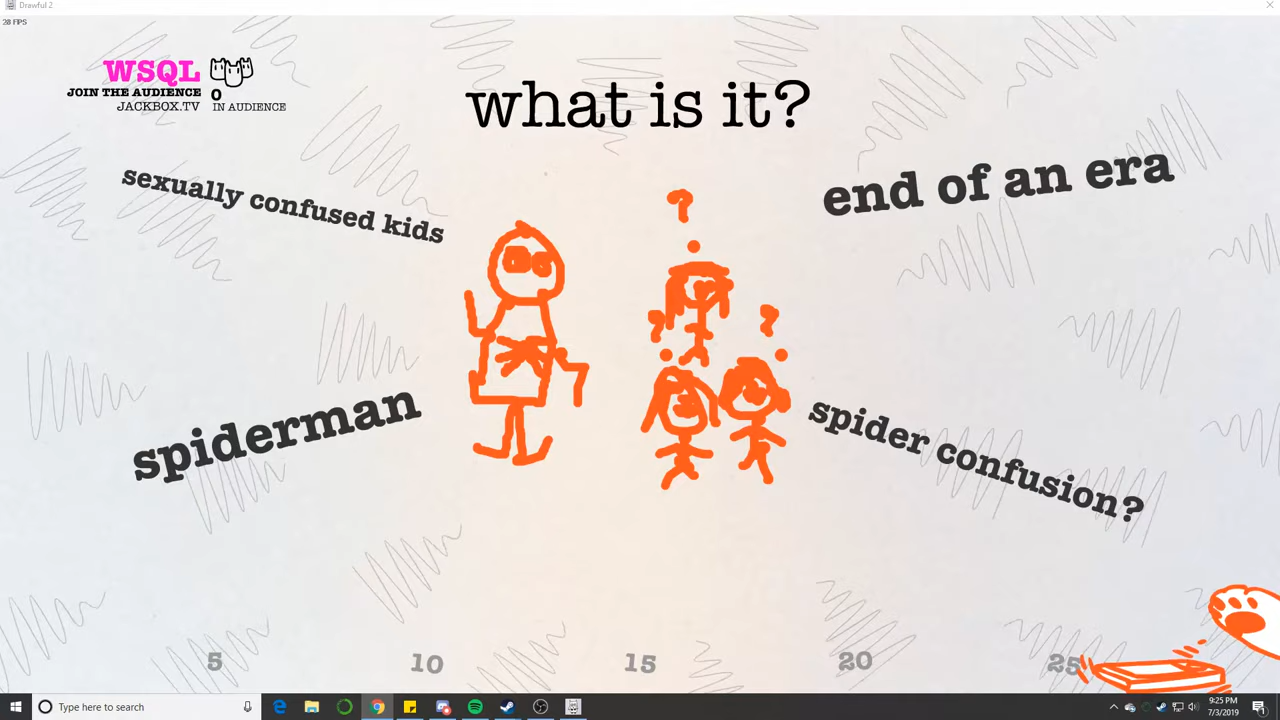 Drawful 2
20 FPS
WSQL
JOIN THE AUDIENCE
JACKBOX.TV
0
IN AUDIENCE
what is it?
sexually confused kids
end of an era
?
?
?
spiderman
spider confusion?
5
10
15
20
25
Type here to search
9:25 PM
7/3/2019